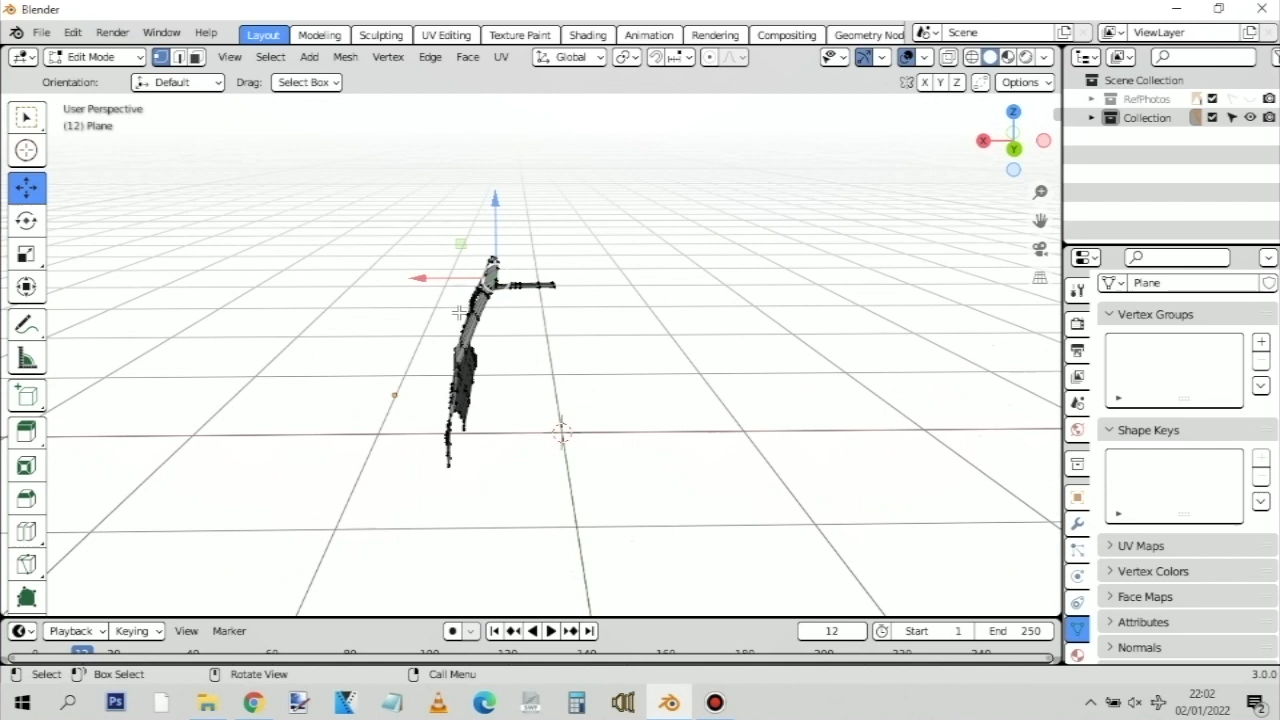 Blender
File Edit Render Window Help Layout Modeling Sculpting UV Editing Texture Paint Shading Animation Rendering Compositing Geometry Nod Scene ViewLayer
Edit Mode View Select Add Mesh Vertex Edge Face UV Global
Orientation: Default Drag: Select Box X Y Z Options
Scene Collection
RefPhotos
Collection
User Perspective
(12) Plane
Z
X
Y
Plane
Vertex Groups
Shape Keys
UV Maps
Vertex Colors
Face Maps
Attributes
Normals
Playback Keying View Marker 12 Start 1 End 250
Select Box Select Rotate View Call Menu 3.0.0
Ps
22:02
02/01/2022
2